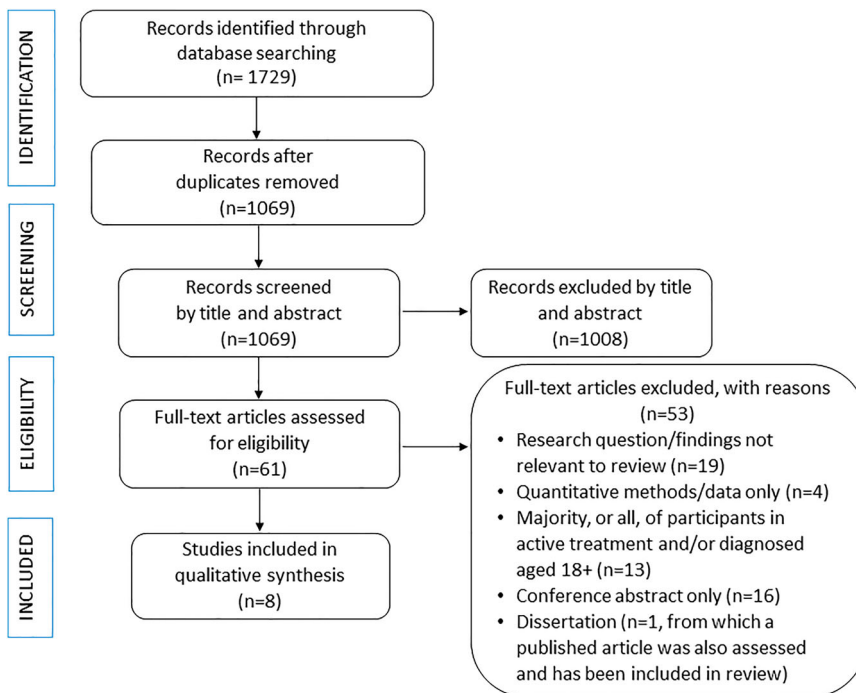 IDENTIFICATION
Records identified through
database searching
(n= 1729)
Records after
duplicates removed
(n=1069)
SCREENING
Records screened
by title and abstract
(n=1069)
Records excluded by title
and abstract
(n=1008)
ELIGIBILITY
Full-text articles assessed
for eligibility
(n=61)
Full-text articles excluded, with reasons
(n=53)
• Research question/findings not
relevant to review (n=19)
• Quantitative methods/data only (n=4)
• Majority, or all, of participants in
active treatment and/or diagnosed
aged 18+ (n=13)
• Conference abstract only (n=16)
• Dissertation (n=1, from which a
published article was also assessed
and has been included in review)
INCLUDED
Studies included in
qualitative synthesis
(n=8)